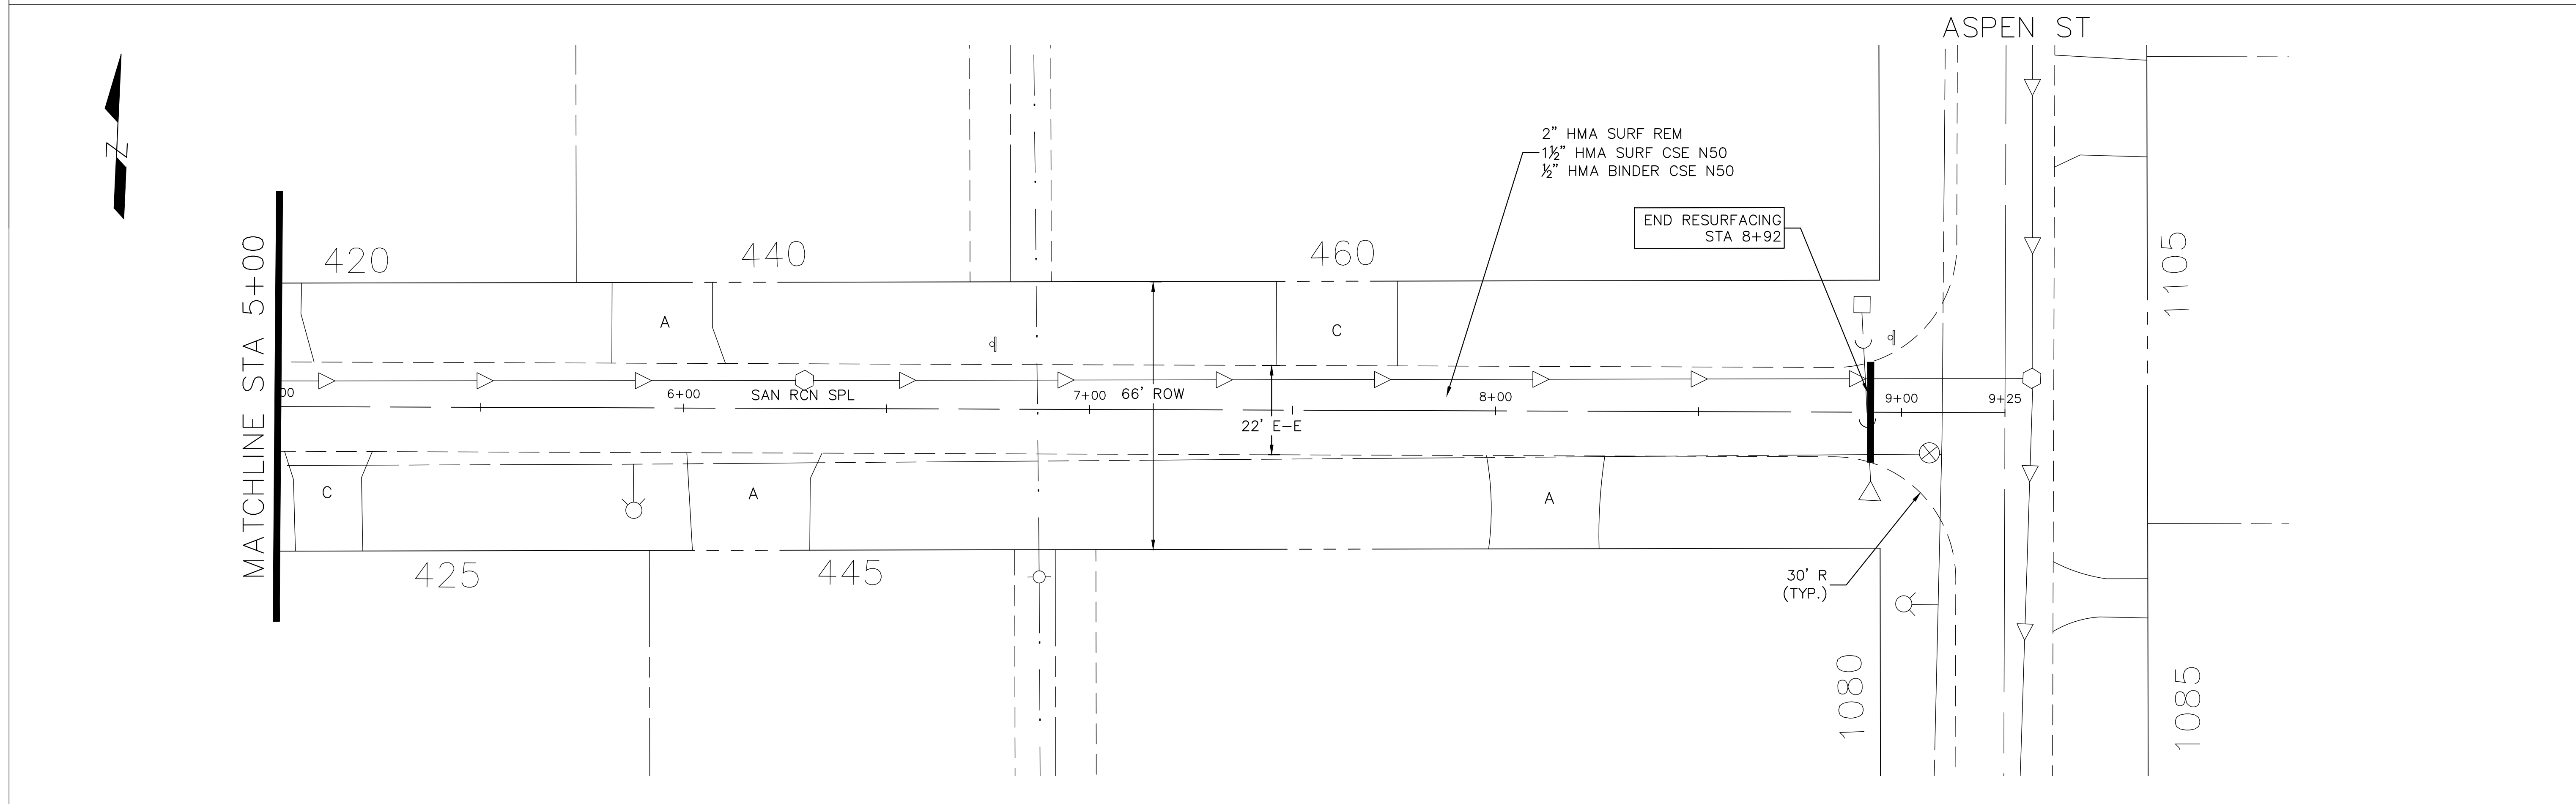 ASPEN ST
Z
2" HMA SURF REM
1½" HMA SURF CSE N50
½" HMA BINDER CSE N50
END RESURFACING
STA 8+92
MATCHLINE STA 5+00
420
440
460
1105
A
C
00
6+00
SAN RCN SPL
7+00
66' ROW
8+00
9+00
9+25
22' E-E
C
A
A
425
445
30' R
(TYP.)
1080
1085